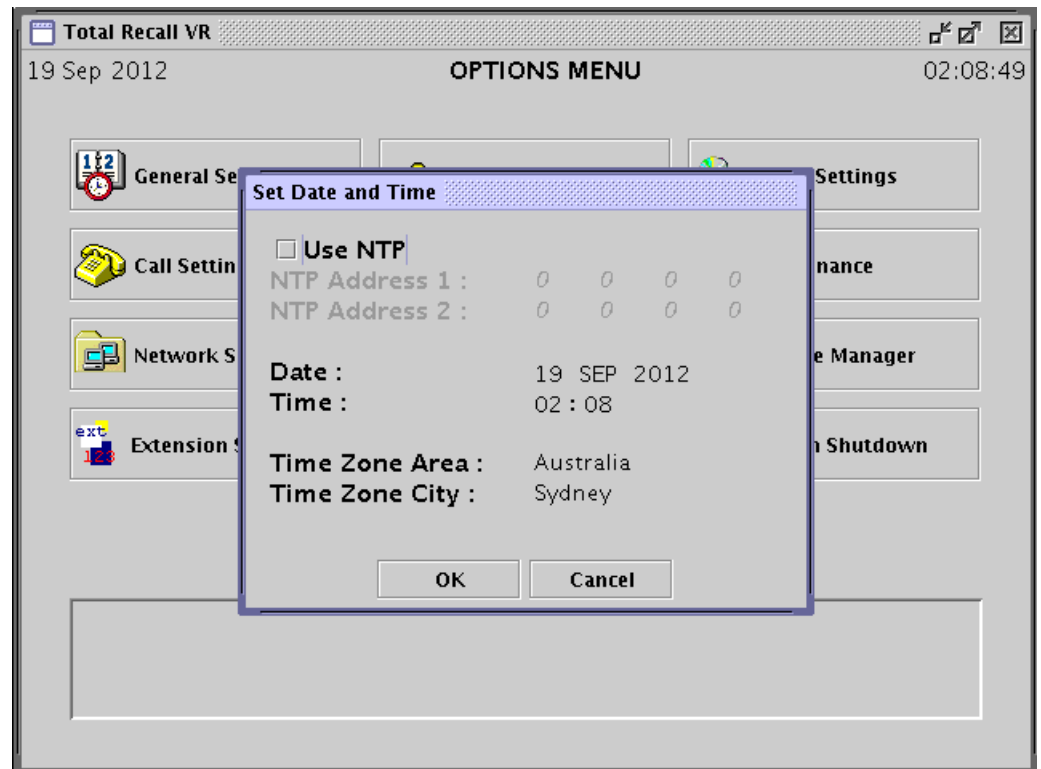 Total Recall VR
19 Sep 2012 OPTIONS MENU 02:08:49
General Se
Settings
Set Date and Time
Use NTP
Call Settin
nance
NTP Address 1 : 0 0 0 0
NTP Address 2 : 0 0 0 0
Network S
e Manager
Date : 19 SEP 2012
Time : 02 : 08
ext
123
Extension S
n Shutdown
Time Zone Area : Australia
Time Zone City : Sydney
OK Cancel